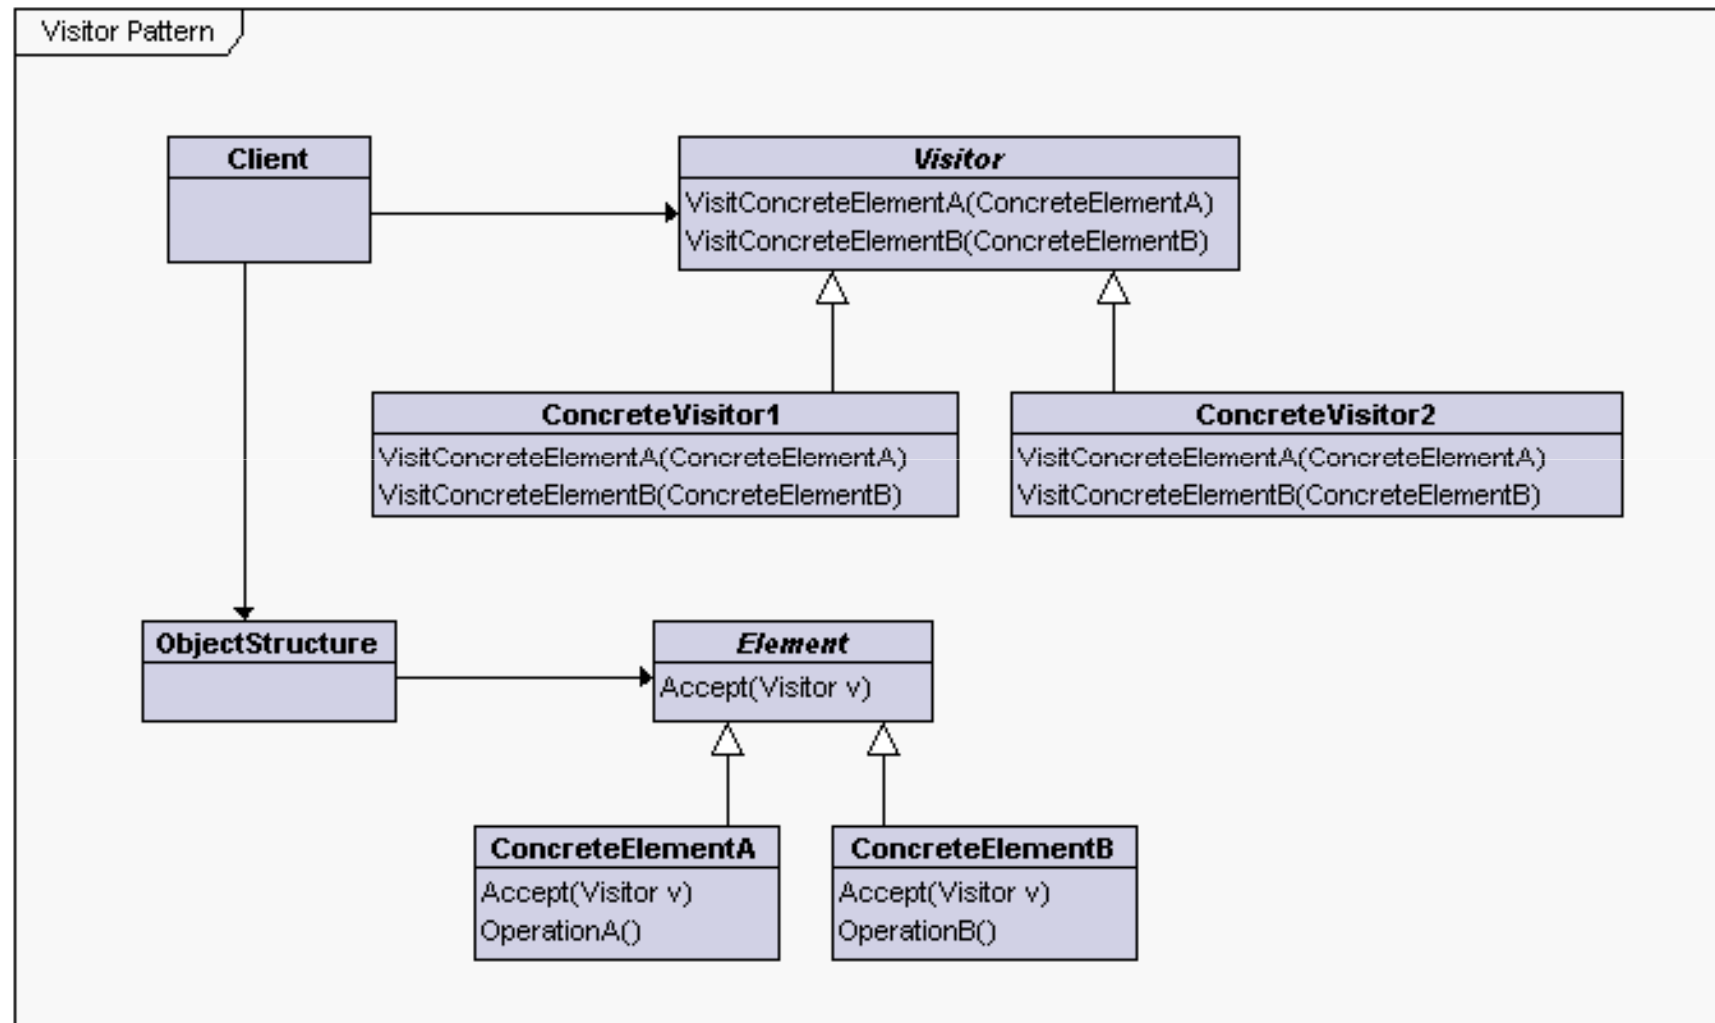 Visitor Pattern
Client
Visitor
VisitConcreteElementA(ConcreteElementA)
VisitConcreteElementB(ConcreteElementB)
ConcreteVisitor1
VisitConcreteElementA(ConcreteElementA)
VisitConcreteElementB(ConcreteElementB)
ConcreteVisitor2
VisitConcreteElementA(ConcreteElementA)
VisitConcreteElementB(ConcreteElementB)
ObjectStructure
Element
Accept(Visitor v)
ConcreteElementA
Accept(Visitor v)
OperationA()
ConcreteElementB
Accept(Visitor v)
OperationB()